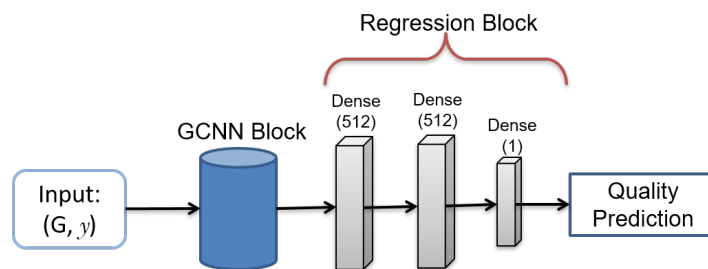 Regression Block
Dense
(512)
Dense
(512)
Dense
(1)
GCNN Block
Input:
(G, y)
Quality
Prediction